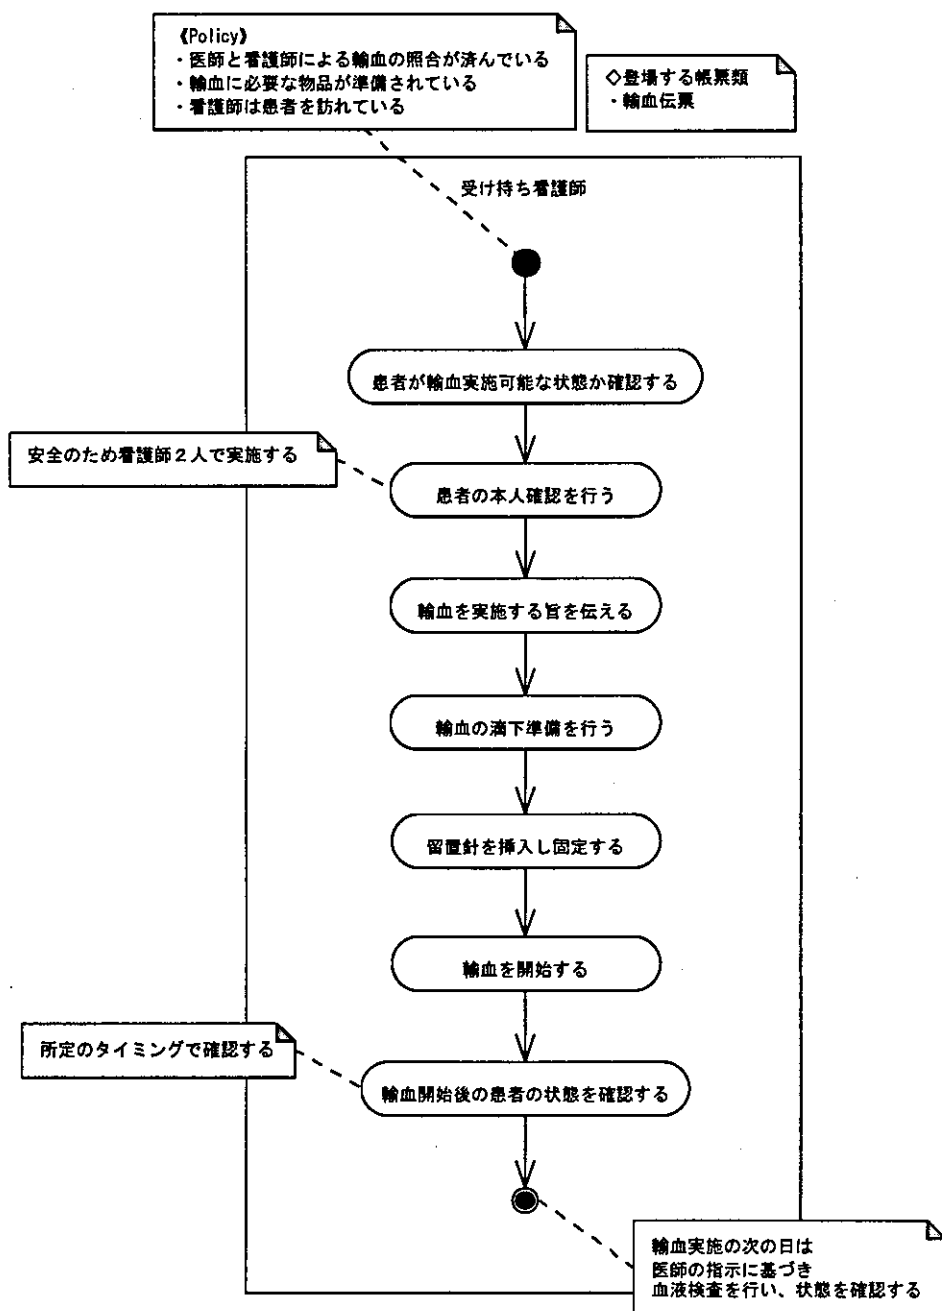 《Policy》
・医師と看護師による輸血の照合が済んでいる
・輸血に必要な物品が準備されている
・看護師は患者を訪れている
◇登場する帳票類
・輸血伝票
受け持ち看護師
患者が輸血実施可能な状態か確認する
安全のため看護師２人で実施する
患者の本人確認を行う
輸血を実施する旨を伝える
輸血の滴下準備を行う
留置針を挿入し固定する
輸血を開始する
所定のタイミングで確認する
輸血開始後の患者の状態を確認する
輸血実施の次の日は
医師の指示に基づき
血液検査を行い、状態を確認する